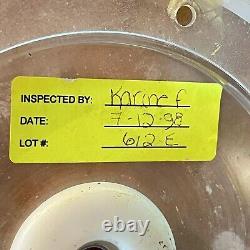 INSPECTED BY: Karine f
DATE: 7-12-98
LOT #: 612-E